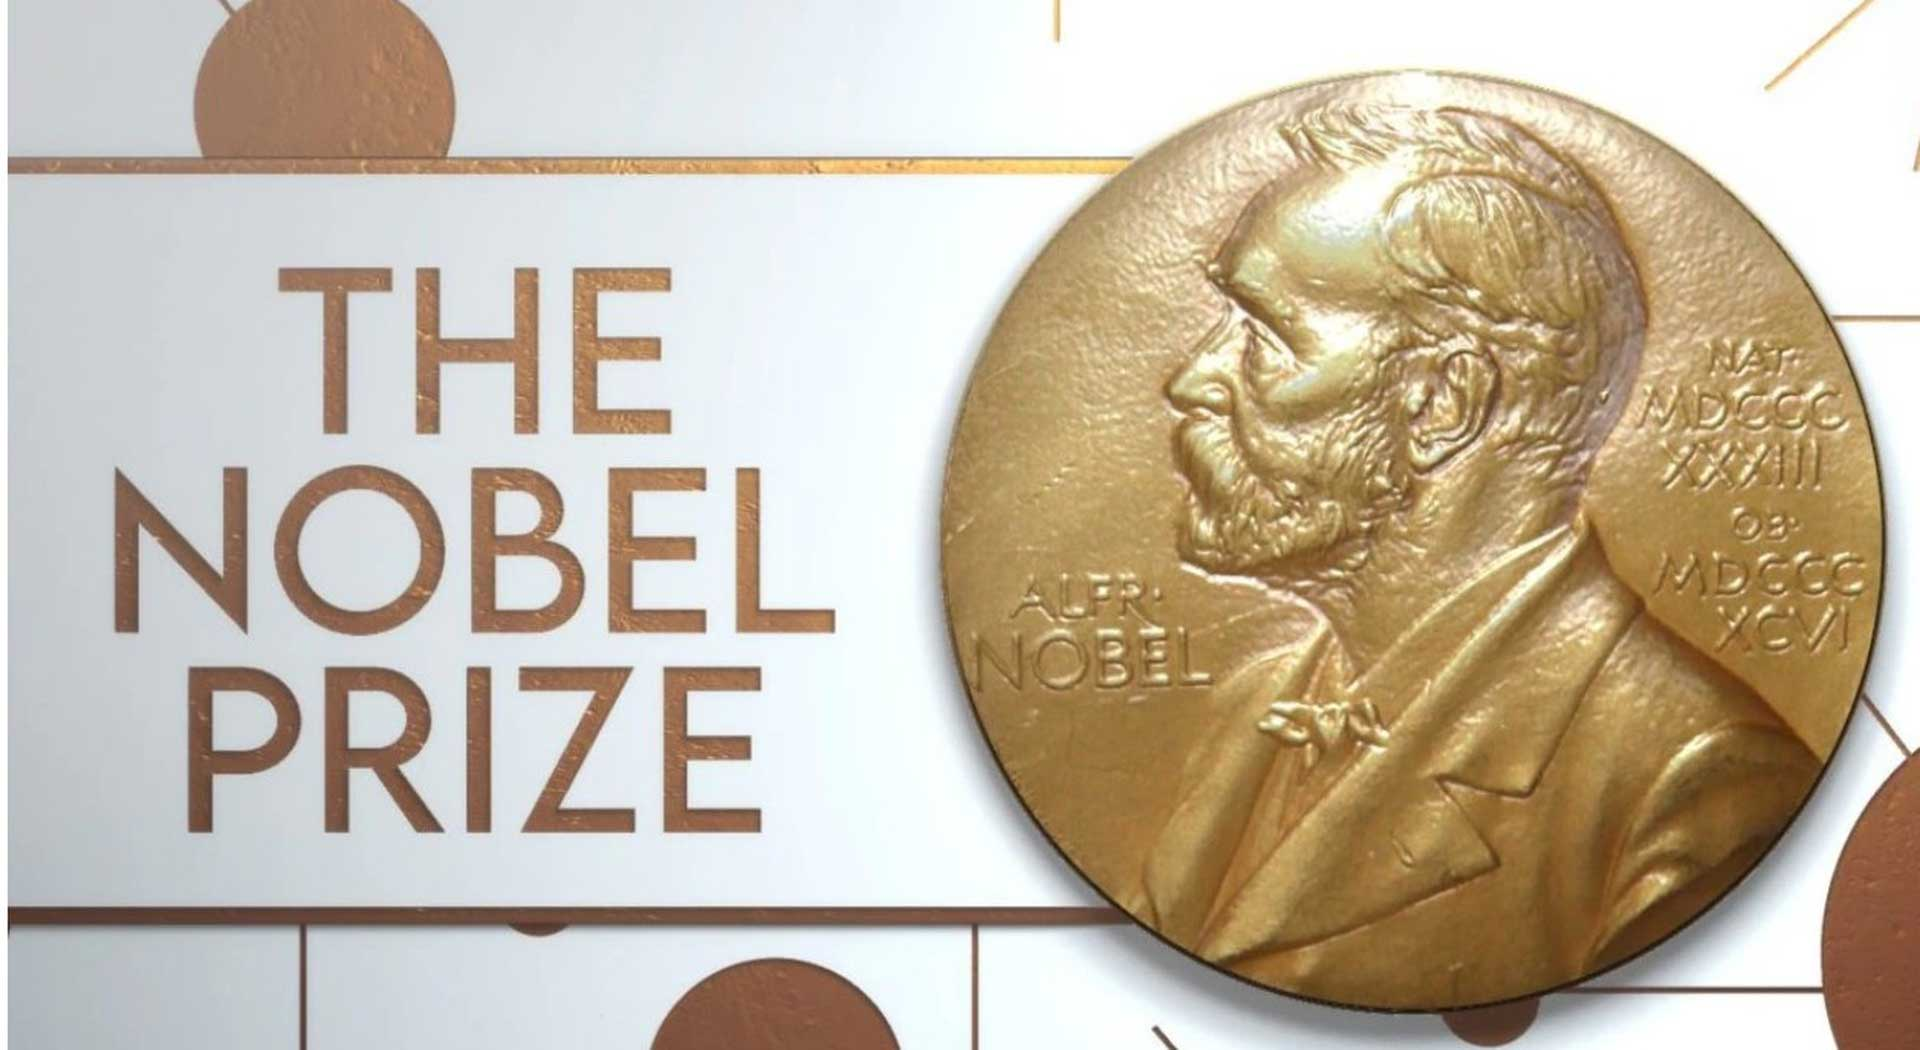 THE
NOBEL
PRIZE
ALFR·
NOBEL
NAT·
MDCCC
XXXIII
OB·
MDCCC
XCVI